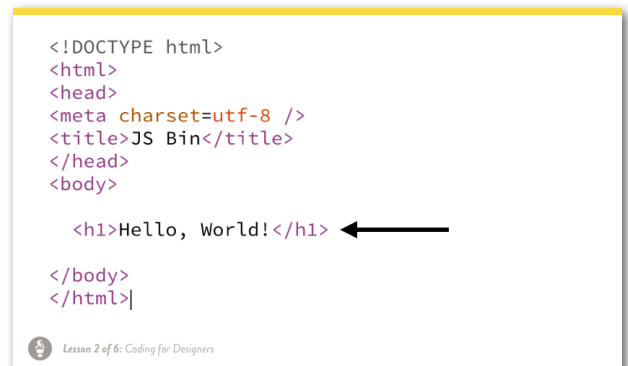 <!DOCTYPE html>
<html>
<head>
<meta charset=utf-8 />
<title>JS Bin</title>
</head>
<body>
<h1>Hello, World!</h1>
</body>
</html>
Lesson 2 of 6: Coding for Designers